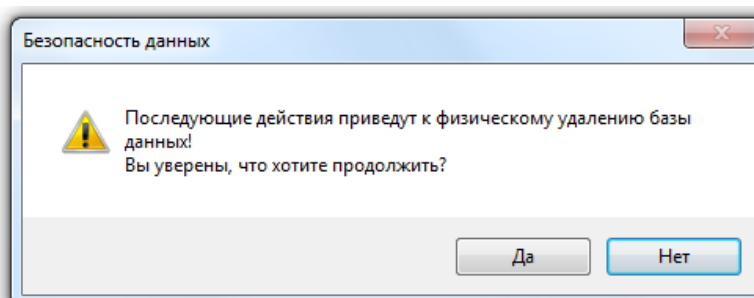 Безопасность данных
Последующие действия приведут к физическому удалению базы
данных!
Вы уверены, что хотите продолжить?
Да
Нет